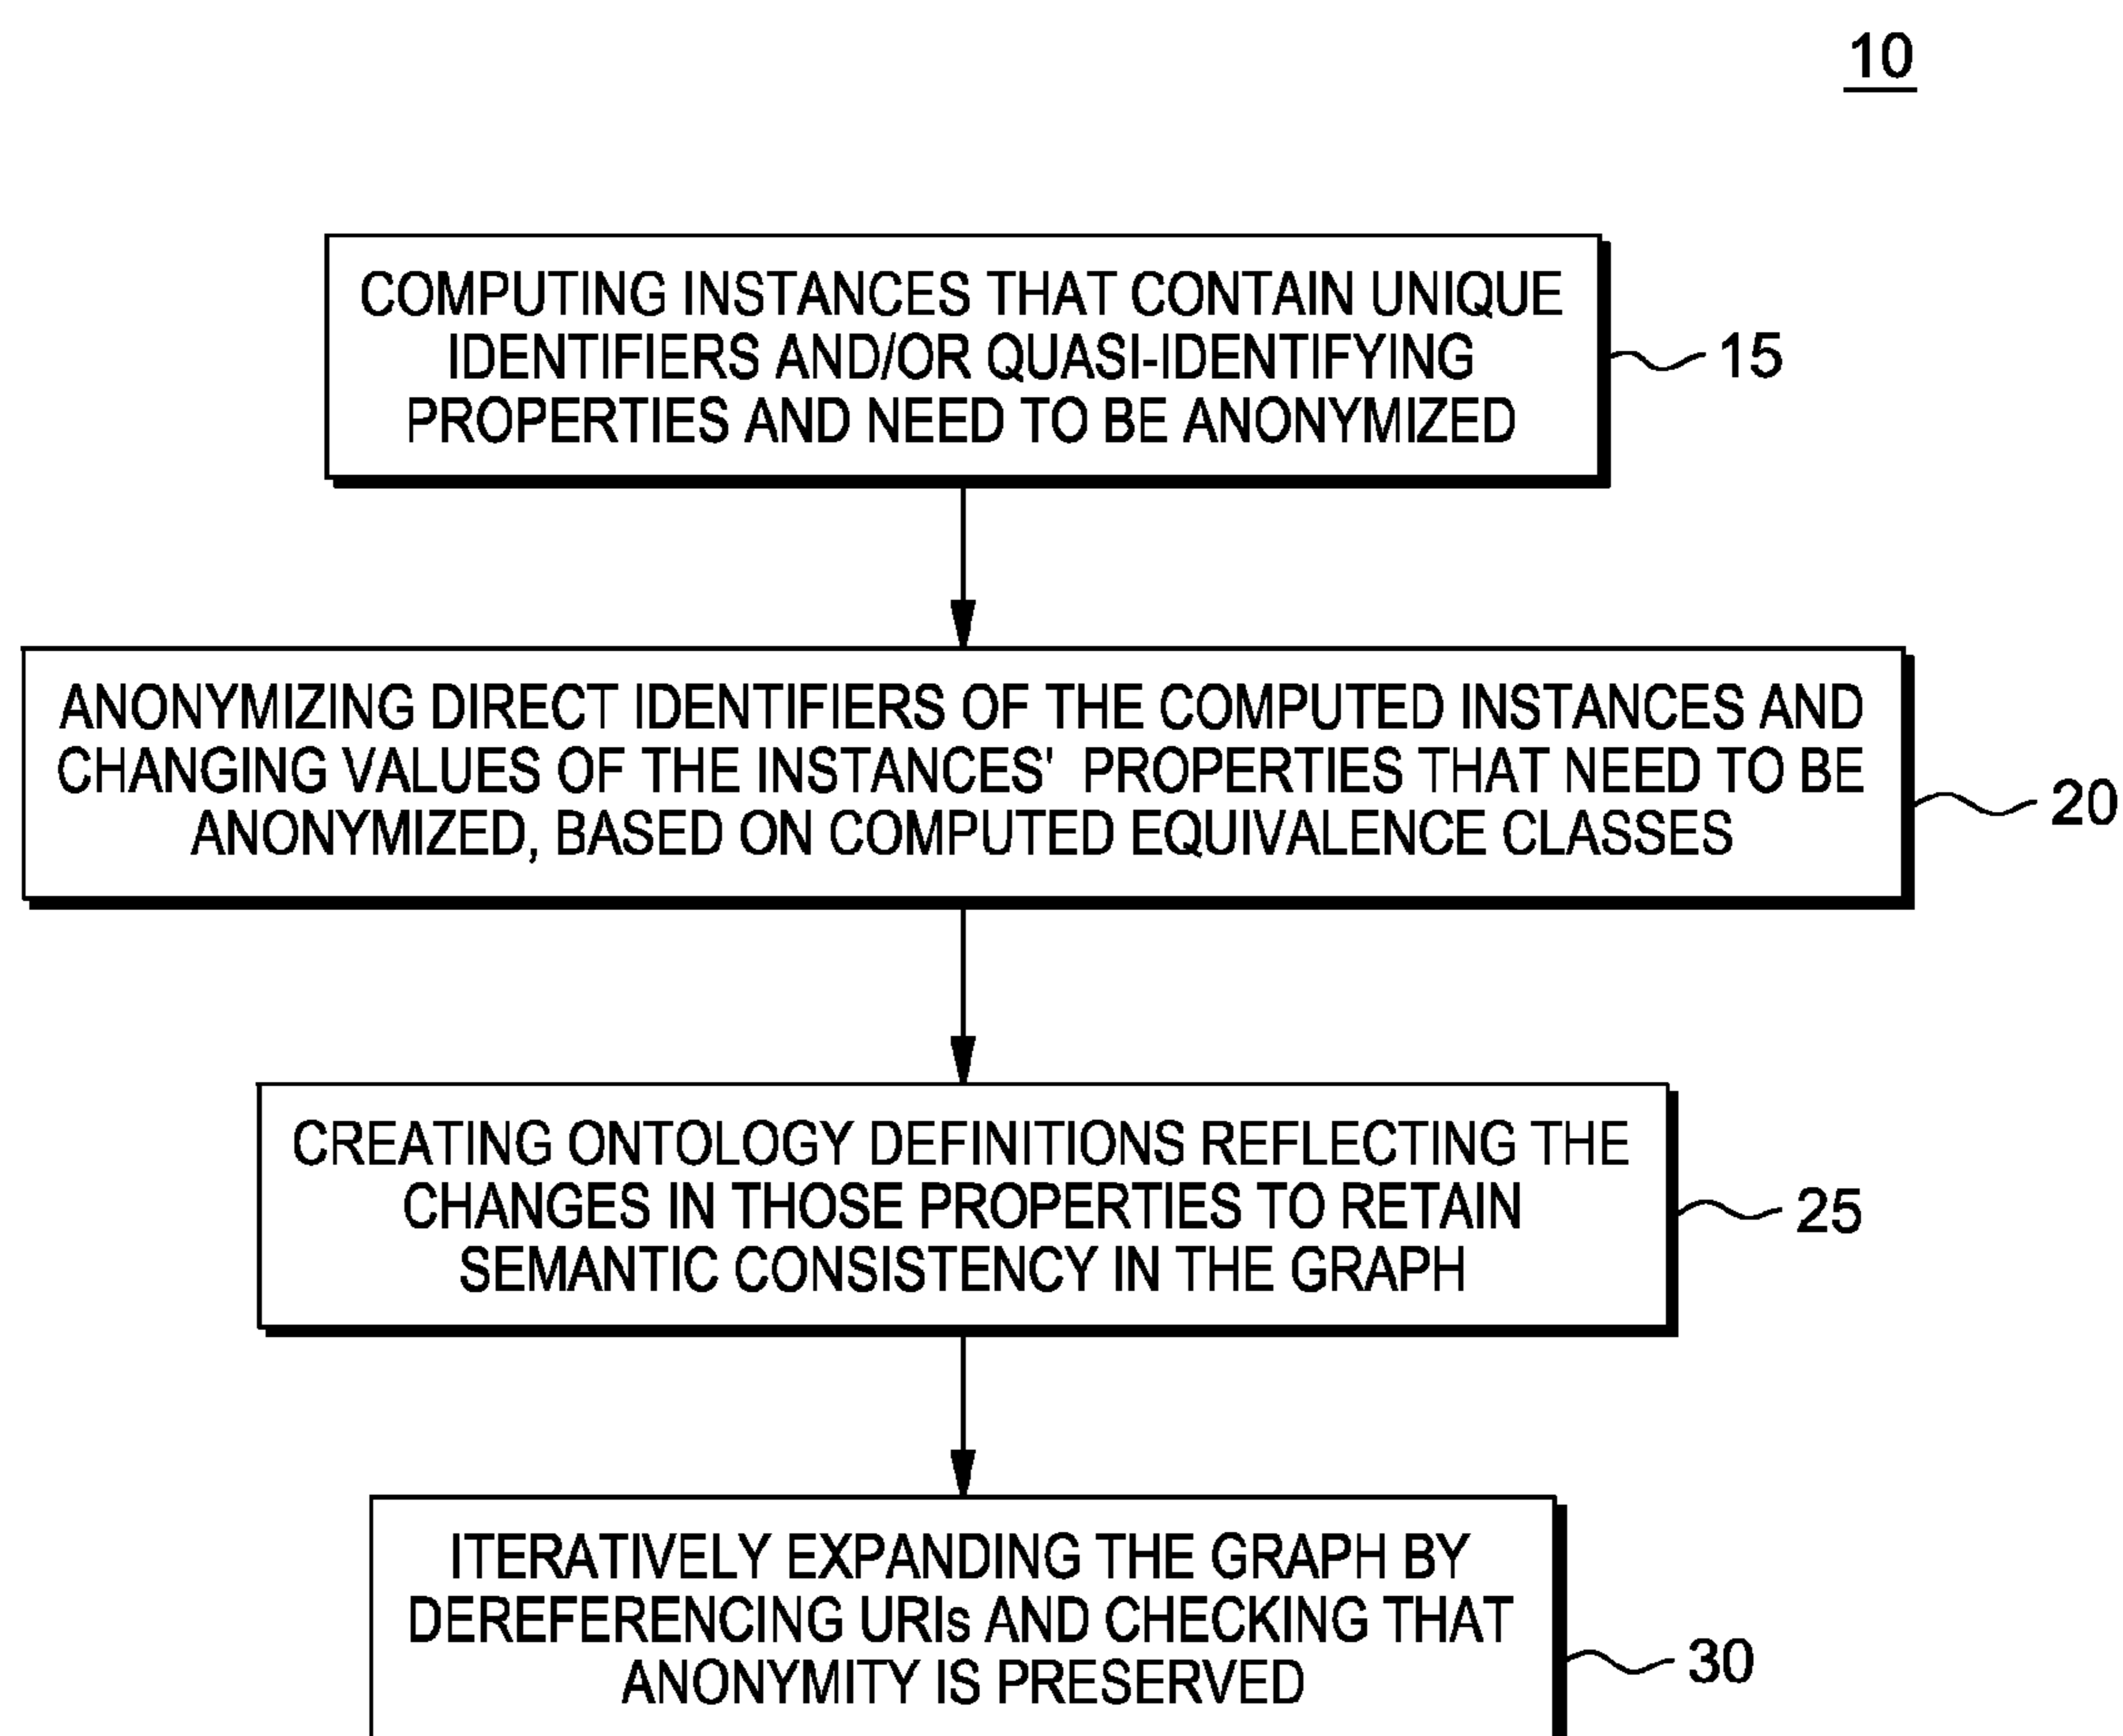 10
COMPUTING INSTANCES THAT CONTAIN UNIQUE
IDENTIFIERS AND/OR QUASI-IDENTIFYING
PROPERTIES AND NEED TO BE ANONYMIZED
15
ANONYMIZING DIRECT IDENTIFIERS OF THE COMPUTED INSTANCES AND
CHANGING VALUES OF THE INSTANCES' PROPERTIES THAT NEED TO BE
ANONYMIZED, BASED ON COMPUTED EQUIVALENCE CLASSES
20
CREATING ONTOLOGY DEFINITIONS REFLECTING THE
CHANGES IN THOSE PROPERTIES TO RETAIN
SEMANTIC CONSISTENCY IN THE GRAPH
25
ITERATIVELY EXPANDING THE GRAPH BY
DEREFERENCING URIs AND CHECKING THAT
ANONYMITY IS PRESERVED
30